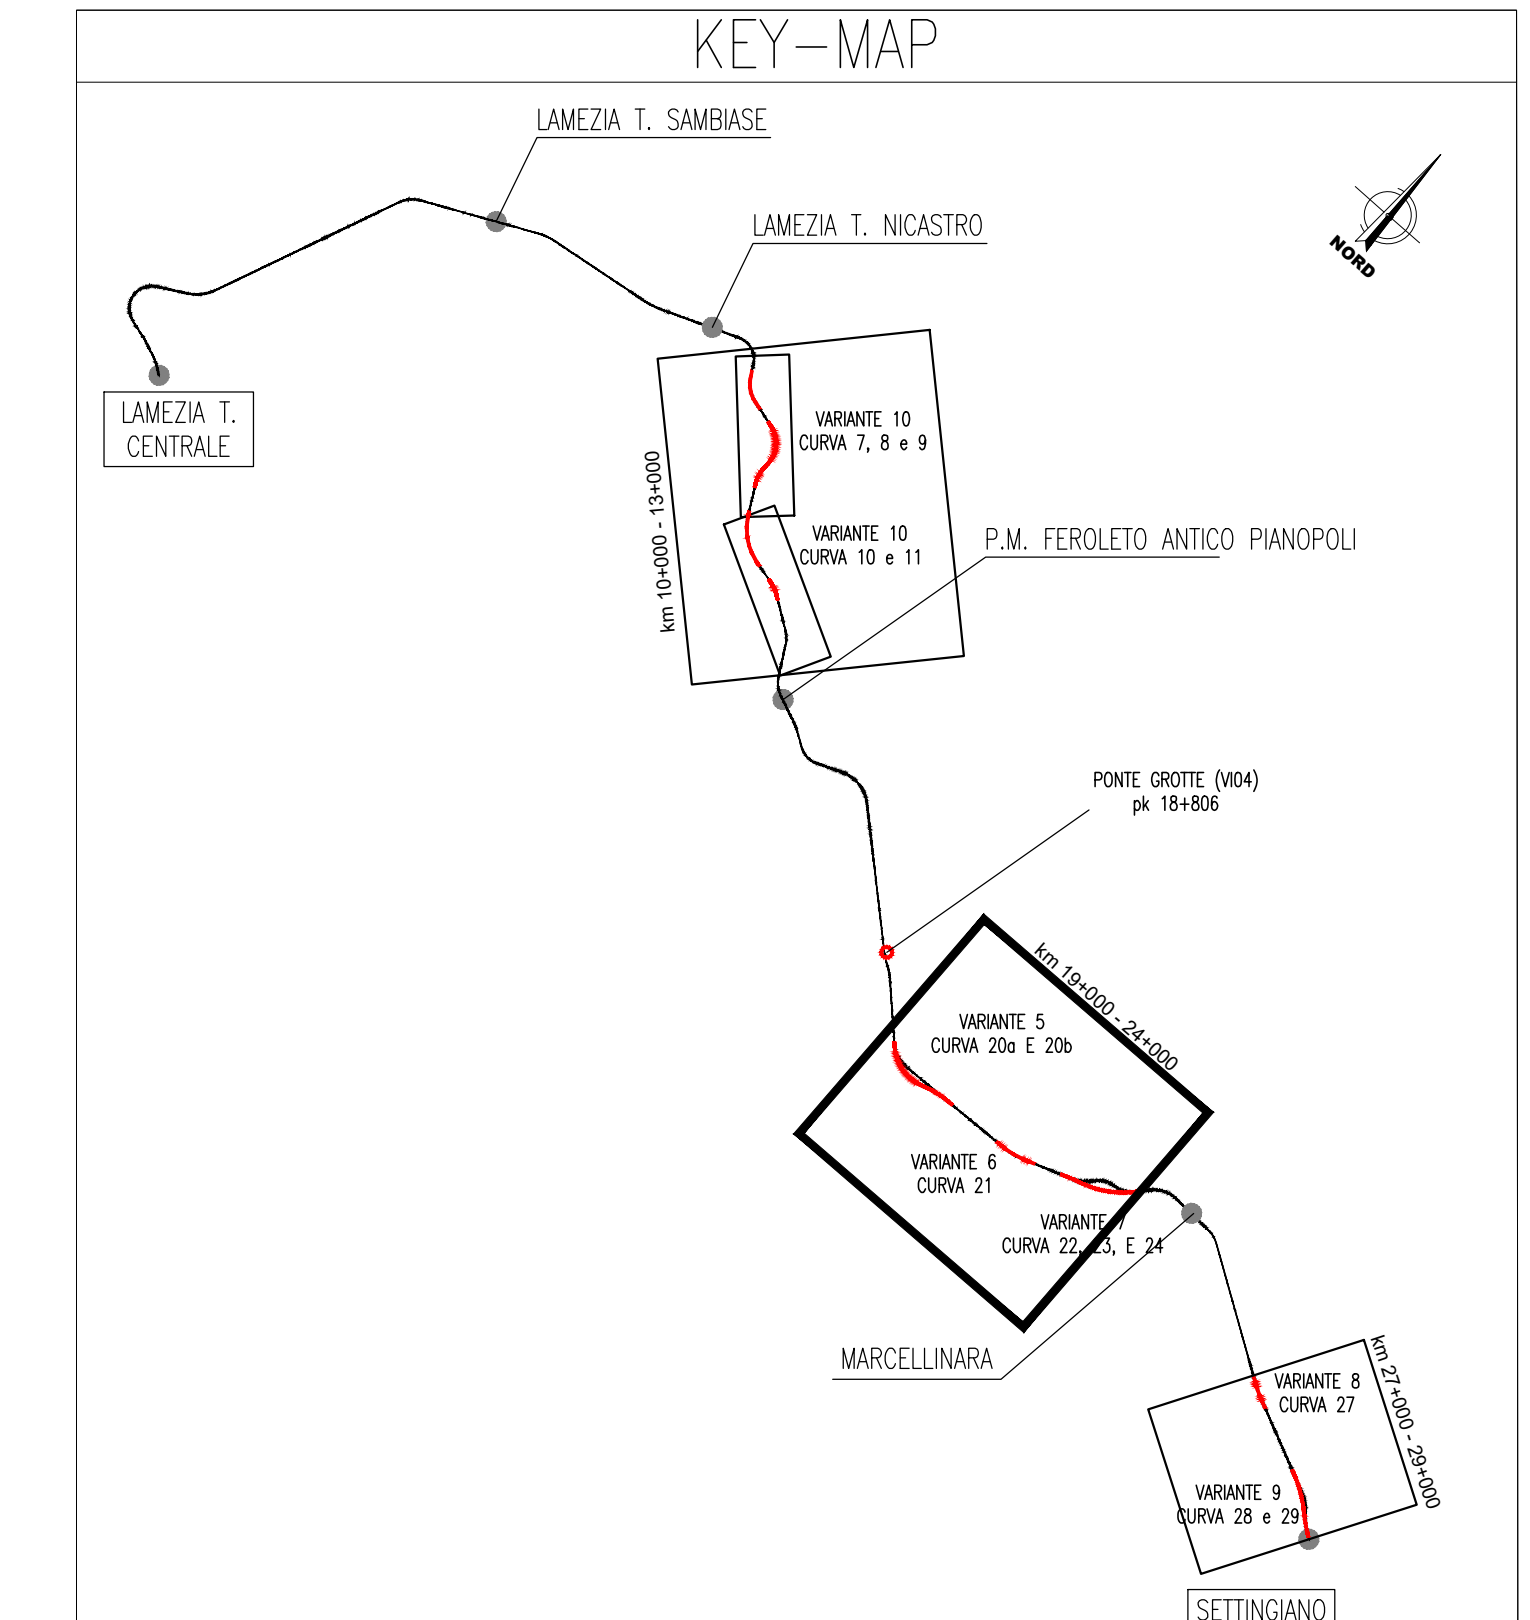 KEY-MAP
LAMEZIA T. SAMBIASE
LAMEZIA T. NICASTRO
NORD
LAMEZIA T.
CENTRALE
km 10+000 - 13+000
VARIANTE 10
CURVA 7, 8 e 9
VARIANTE 10
CURVA 10 e 11
P.M. FEROLETO ANTICO PIANOPOLI
PONTE GROTTE (VI04)
pk 18+806
km 19+000 - 24+000
VARIANTE 5
CURVA 20a E 20b
VARIANTE 6
CURVA 21
VARIANTE 7
CURVA 22, 23, E 24
MARCELLINARA
km 27+000 - 29+000
VARIANTE 8
CURVA 27
VARIANTE 9
CURVA 28 e 29
SETTINGIANO